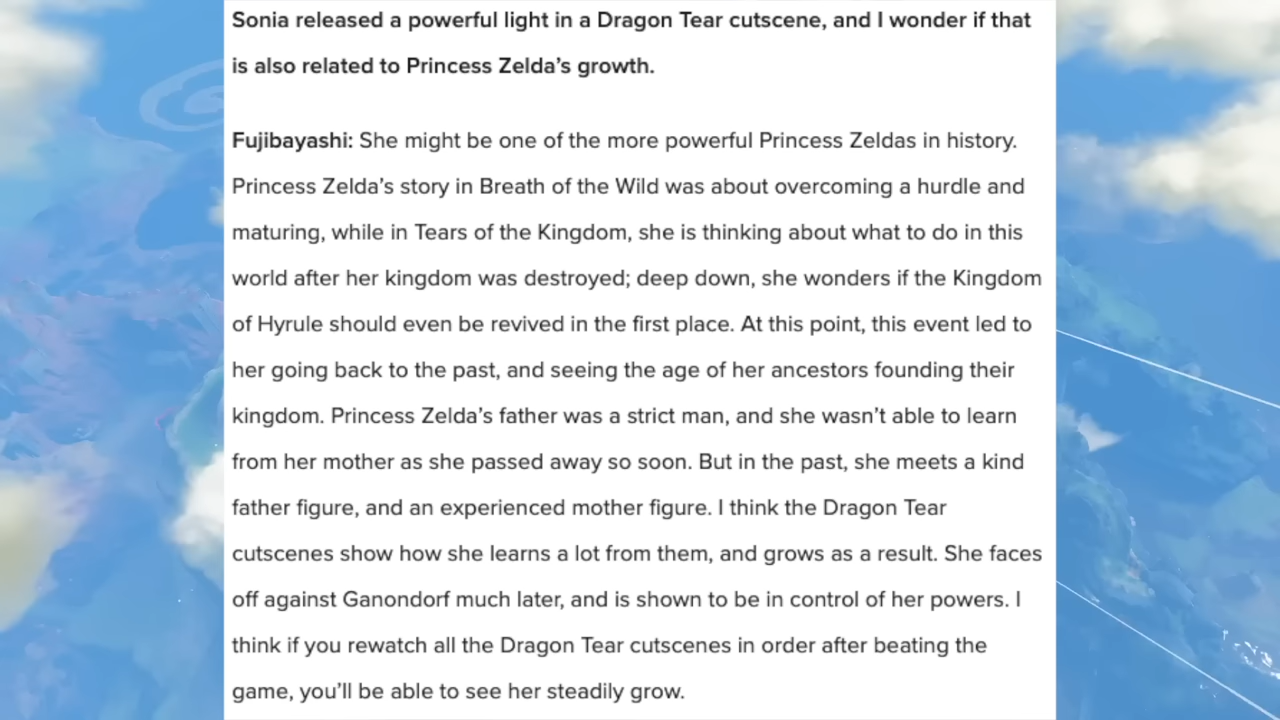 Sonia released a powerful light in a Dragon Tear cutscene, and I wonder if that
is also related to Princess Zelda’s growth.
Fujibayashi: She might be one of the more powerful Princess Zeldas in history.
Princess Zelda’s story in Breath of the Wild was about overcoming a hurdle and
maturing, while in Tears of the Kingdom, she is thinking about what to do in this
world after her kingdom was destroyed; deep down, she wonders if the Kingdom
of Hyrule should even be revived in the first place. At this point, this event led to
her going back to the past, and seeing the age of her ancestors founding their
kingdom. Princess Zelda’s father was a strict man, and she wasn’t able to learn
from her mother as she passed away so soon. But in the past, she meets a kind
father figure, and an experienced mother figure. I think the Dragon Tear
cutscenes show how she learns a lot from them, and grows as a result. She faces
off against Ganondorf much later, and is shown to be in control of her powers. I
think if you rewatch all the Dragon Tear cutscenes in order after beating the
game, you’ll be able to see her steadily grow.